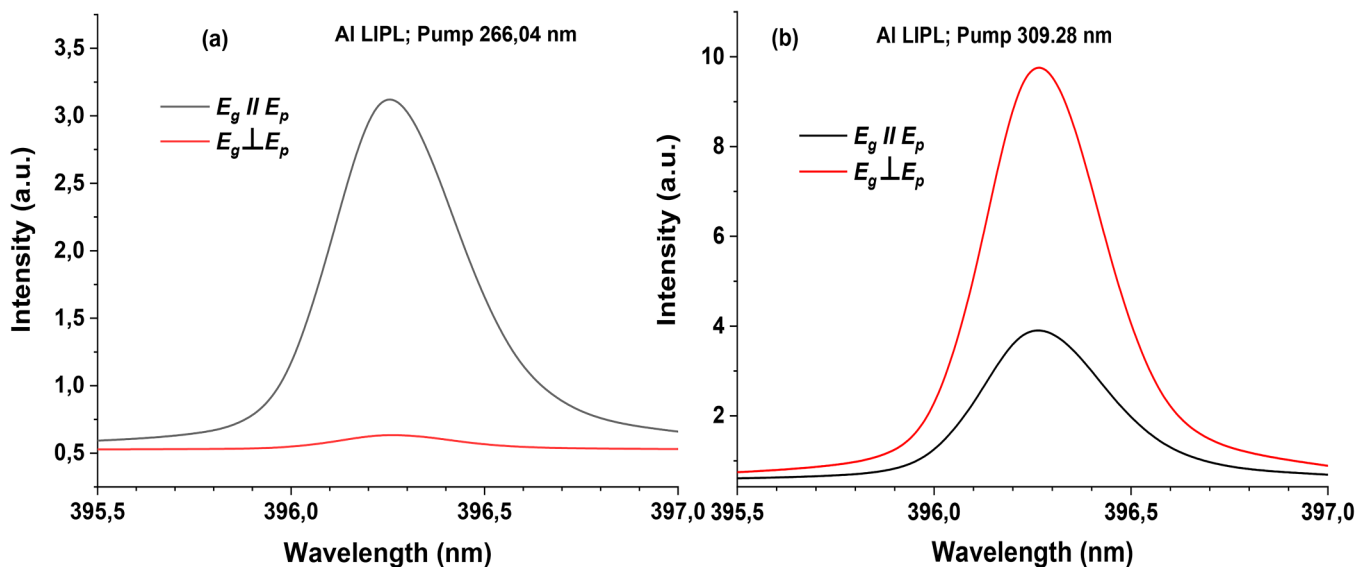 (a)
Al LIPL; Pump 266,04 nm
E_g // E_p
E_g⊥E_p
Intensity (a.u.)
3,5
3,0
2,5
2,0
1,5
1,0
0,5
395,5
396,0
396,5
397,0
Wavelength (nm)
(b)
Al LIPL; Pump 309.28 nm
E_g // E_p
E_g⊥E_p
Intensity (a.u.)
10
8
6
4
2
395,5
396,0
396,5
397,0
Wavelength (nm)